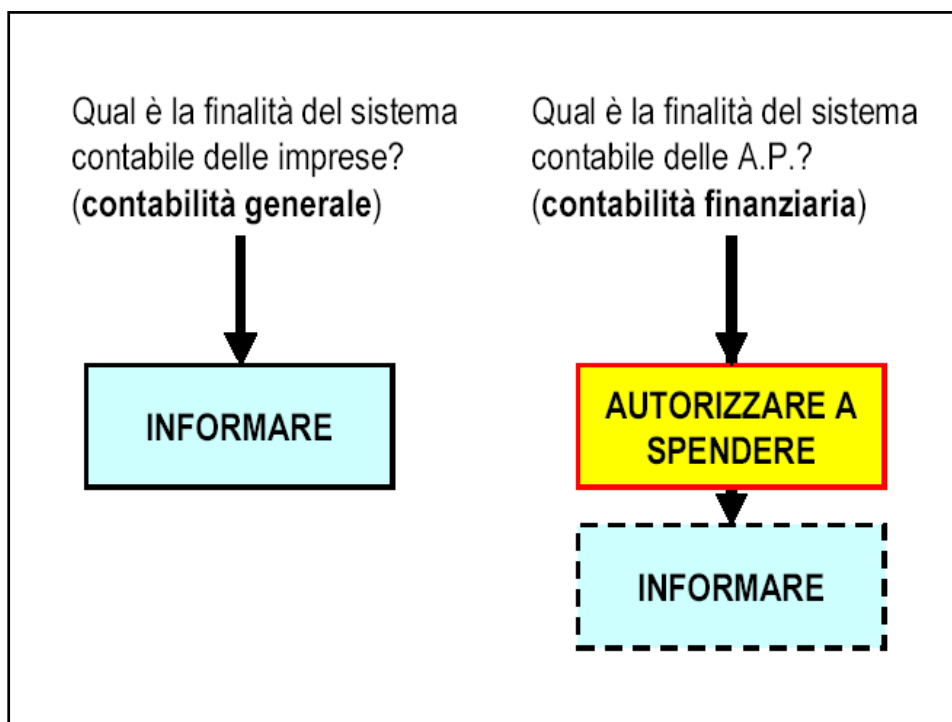 Qual è la finalità del sistema
contabile delle imprese?
(contabilità generale)
INFORMARE
Qual è la finalità del sistema
contabile delle A.P.?
(contabilità finanziaria)
AUTORIZZARE A
SPENDERE
INFORMARE